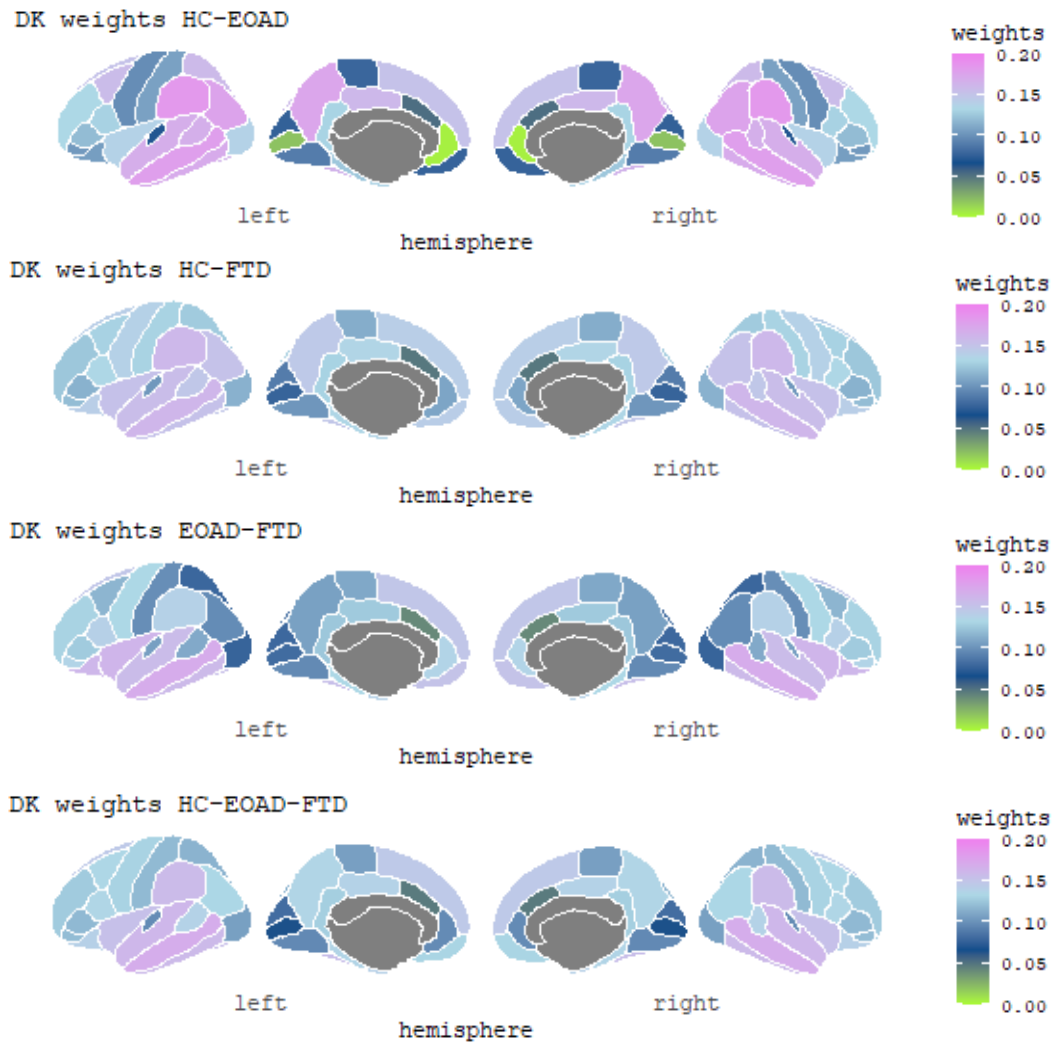 DK weights HC-EOAD
weights
0.20
0.15
0.10
0.05
0.00
left right
hemisphere
DK weights HC-FTD
weights
0.20
0.15
0.10
0.05
0.00
left right
hemisphere
DK weights EOAD-FTD
weights
0.20
0.15
0.10
0.05
0.00
left right
hemisphere
DK weights HC-EOAD-FTD
weights
0.20
0.15
0.10
0.05
0.00
left right
hemisphere